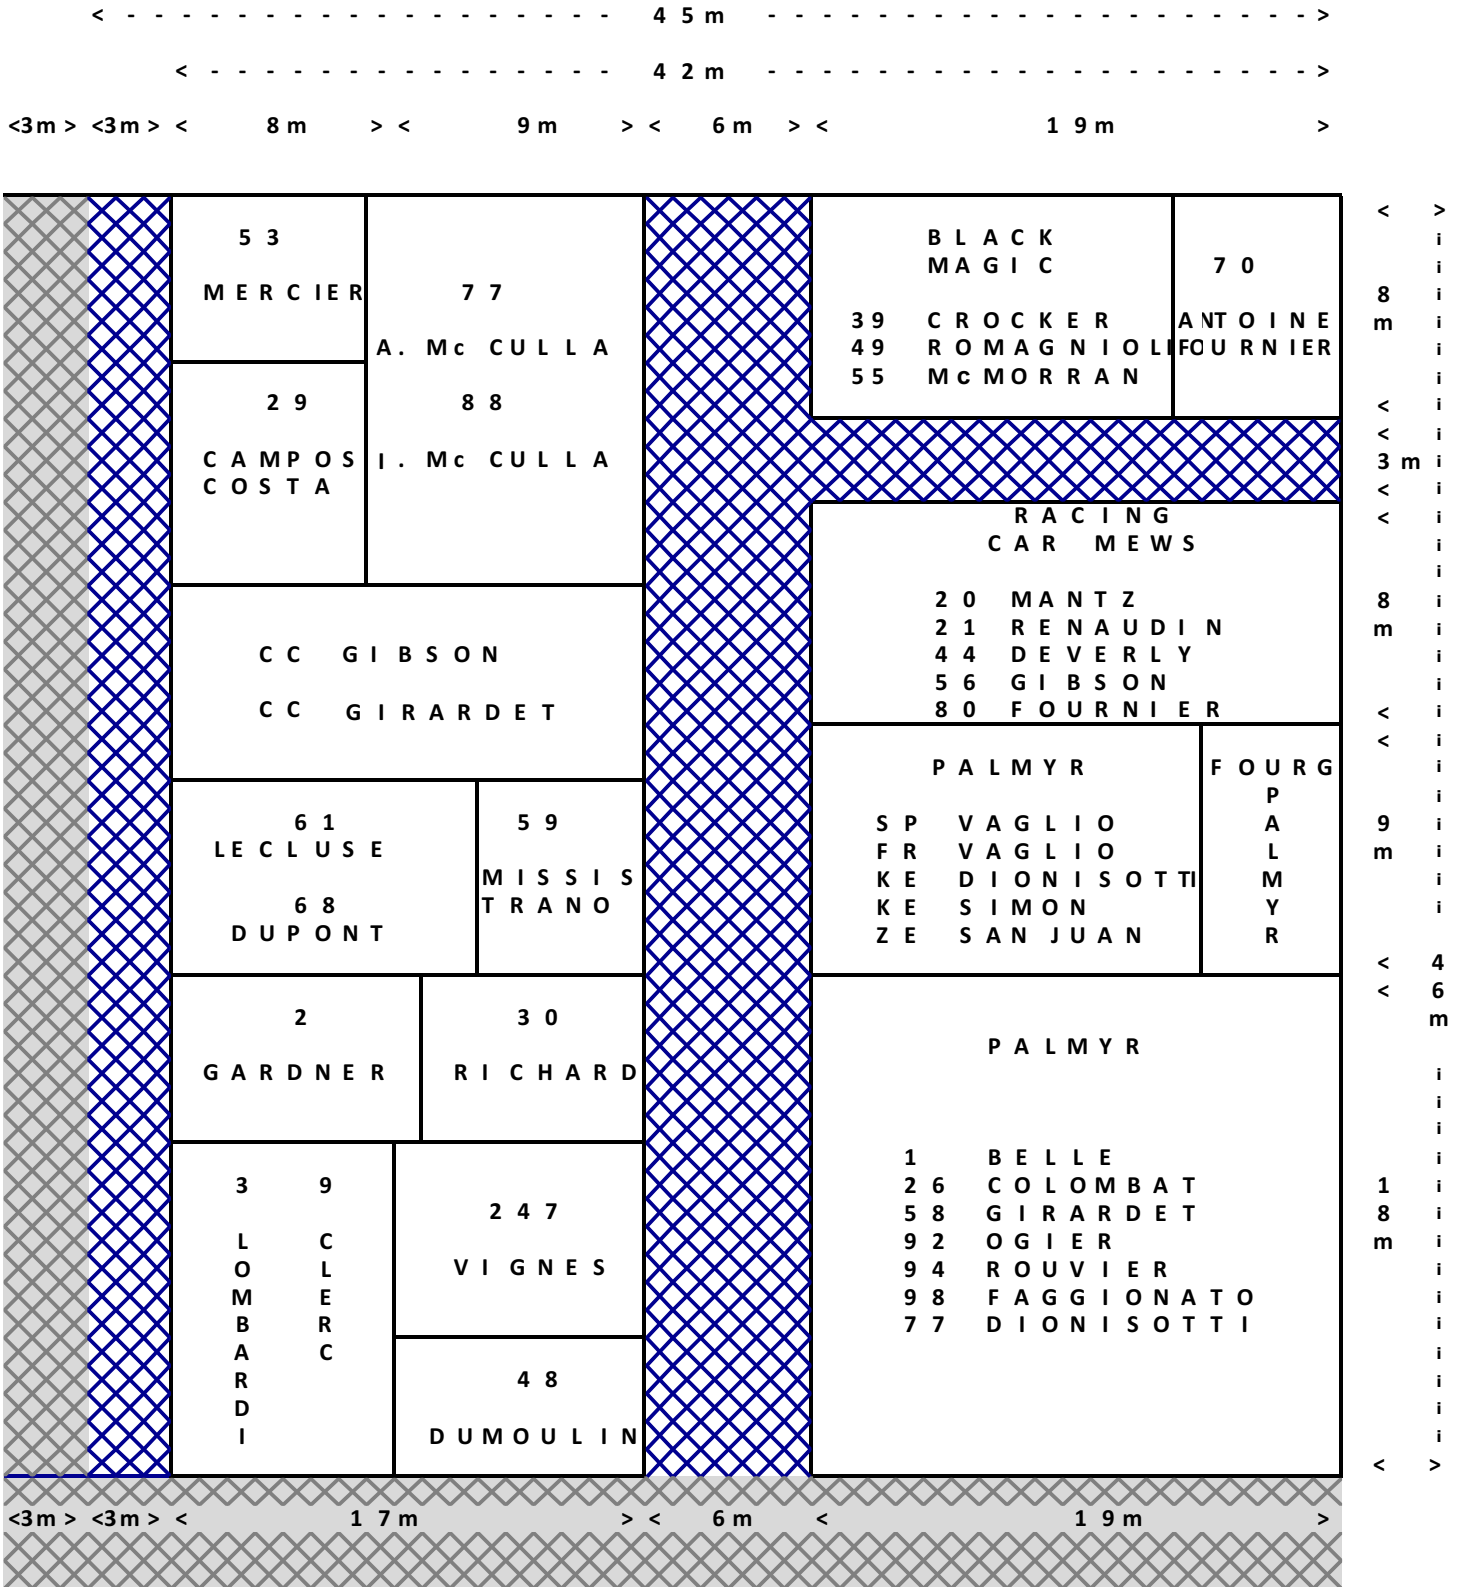 < - - - - - - - - - - - - - - - - - - 45m - - - - - - - - - - - - - - - - - - - - >
< - - - - - - - - - - - - - - - 42m - - - - - - - - - - - - - - - - - - - - >
<3m> <3m> < 8m > < 9m > < 6m > < 19m >
53
MERCIER
29
CAMPOS
COSTA
77
A. Mc CULLA
88
I. Mc CULLA
CC GIBSON
CC GIRARDET
61
LECLUSE
68
DUPONT
59
MISSIS
TRANO
2
GARDNER
30
RICHARD
3
LOMBARDI
9
CLERC
247
VIGNES
48
DUMOULIN
BLACK
MAGIC
39 CROCKER
49 ROMAGNIOLI
55 McMORRAN
70
ANTOINE
FOURNIER
RACING
CAR MEWS
20 MANTZ
21 RENAUDIN
44 DEVERLY
56 GIBSON
80 FOURNIER
PALMYR
SP VAGLIO
FR VAGLIO
KE DIONISOTTI
KE SIMON
ZE SAN JUAN
FOURG
PALMYR
PALMYR
1 BELLE
26 COLOMBAT
58 GIRARDET
92 OGIER
94 ROUVIER
98 FAGGIONATO
77 DIONISOTTI
< 8m <
< 3m <
< 8m <
< 9m <
< 18m <
> 46m >
<3m> <3m> < 17m > < 6m < 19m >